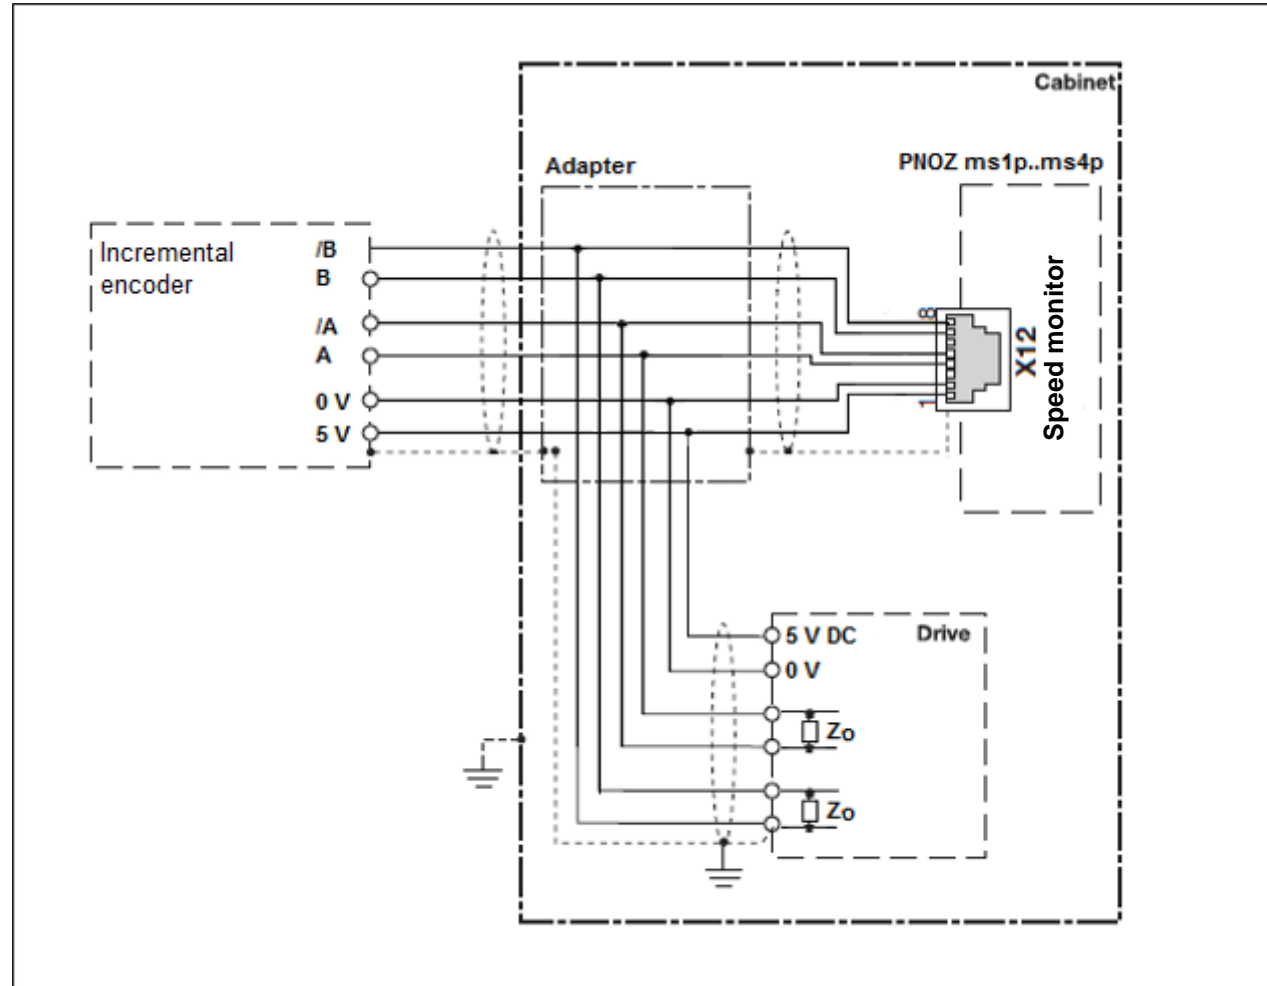 Cabinet
Adapter
PNOZ ms1p..ms4p
Incremental
encoder
/B
B
/A
A
0 V
5 V
8
1
X12
Speed monitor
5 V DC
Drive
0 V
Zo
Zo